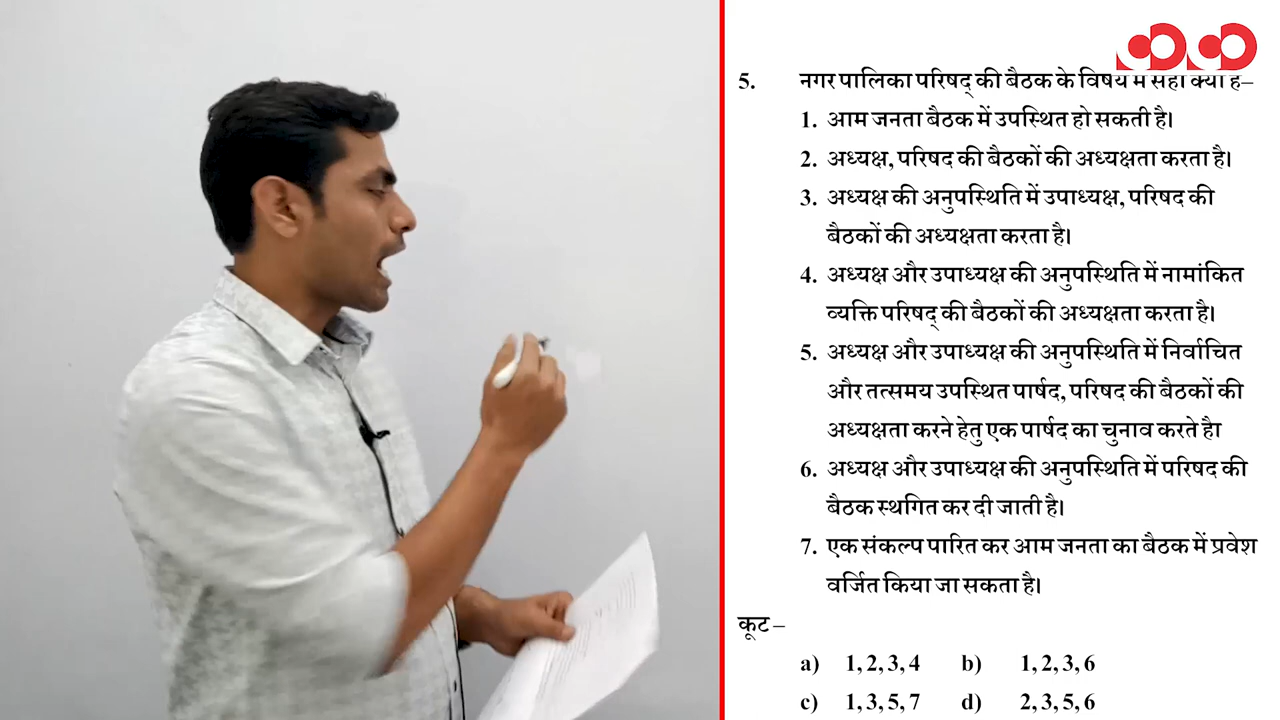 5. नगर पालिका परिषद् की बैठक के विषय में सही क्या है–
1. आम जनता बैठक में उपस्थित हो सकती है।
2. अध्यक्ष, परिषद की बैठकों की अध्यक्षता करता है।
3. अध्यक्ष की अनुपस्थिति में उपाध्यक्ष, परिषद की
बैठकों की अध्यक्षता करता है।
4. अध्यक्ष और उपाध्यक्ष की अनुपस्थिति में नामांकित
व्यक्ति परिषद् की बैठकों की अध्यक्षता करता है।
5. अध्यक्ष और उपाध्यक्ष की अनुपस्थिति में निर्वाचित
और तत्समय उपस्थित पार्षद, परिषद की बैठकों की
अध्यक्षता करने हेतु एक पार्षद का चुनाव करते है।
6. अध्यक्ष और उपाध्यक्ष की अनुपस्थिति में परिषद की
बैठक स्थगित कर दी जाती है।
7. एक संकल्प पारित कर आम जनता का बैठक में प्रवेश
वर्जित किया जा सकता है।
कूट –
a) 1, 2, 3, 4 b) 1, 2, 3, 6
c) 1, 3, 5, 7 d) 2, 3, 5, 6